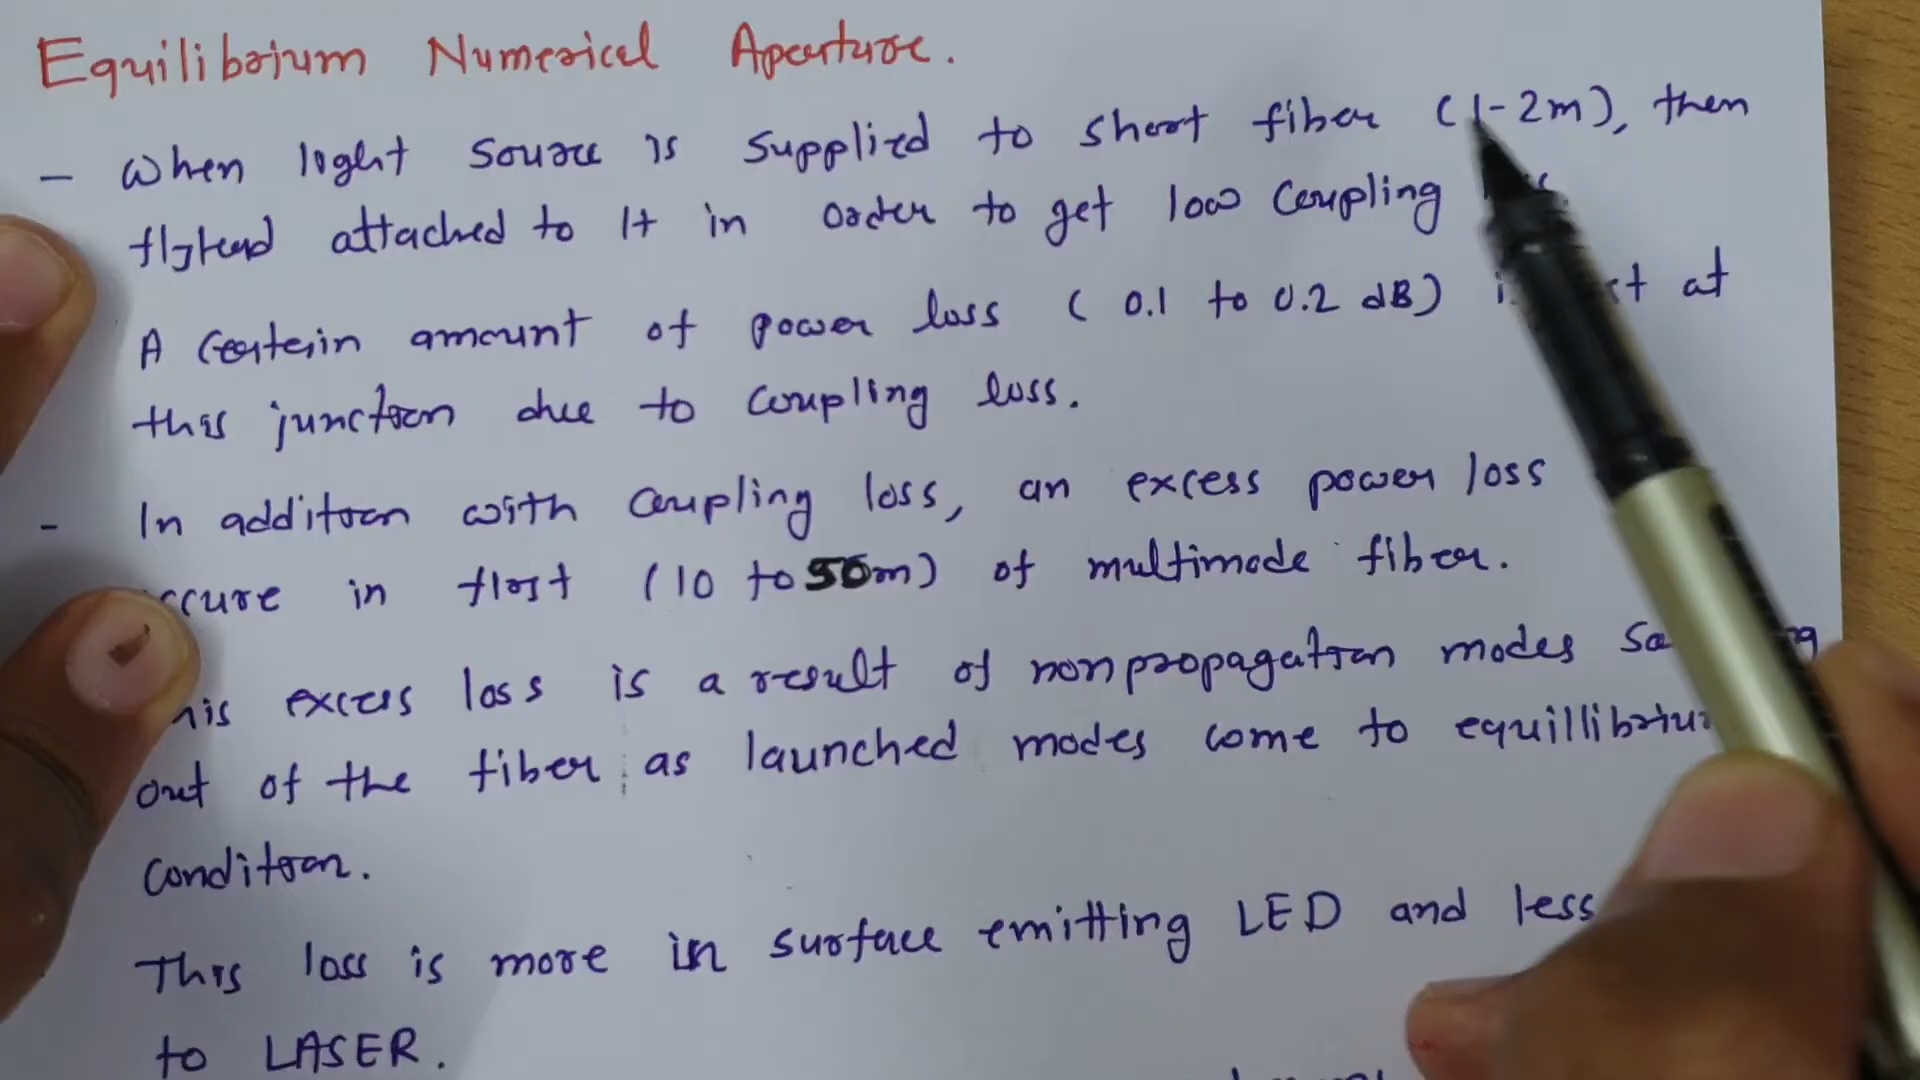 Equilibrium Numerical Aperture.
- When light source is supplied to short fiber (1-2m), then
flylead attached to it in order to get low coupling
A certain amount of power loss (0.1 to 0.2 dB) at
this junction due to coupling loss.
- In addition with coupling loss, an excess power loss
in first (10 to 50m) of multimode fiber.
excess loss is a result of nonpropagation modes
out of the fiber as launched modes come to
condition.
This loss is more in surface emitting LED and less
to LASER.